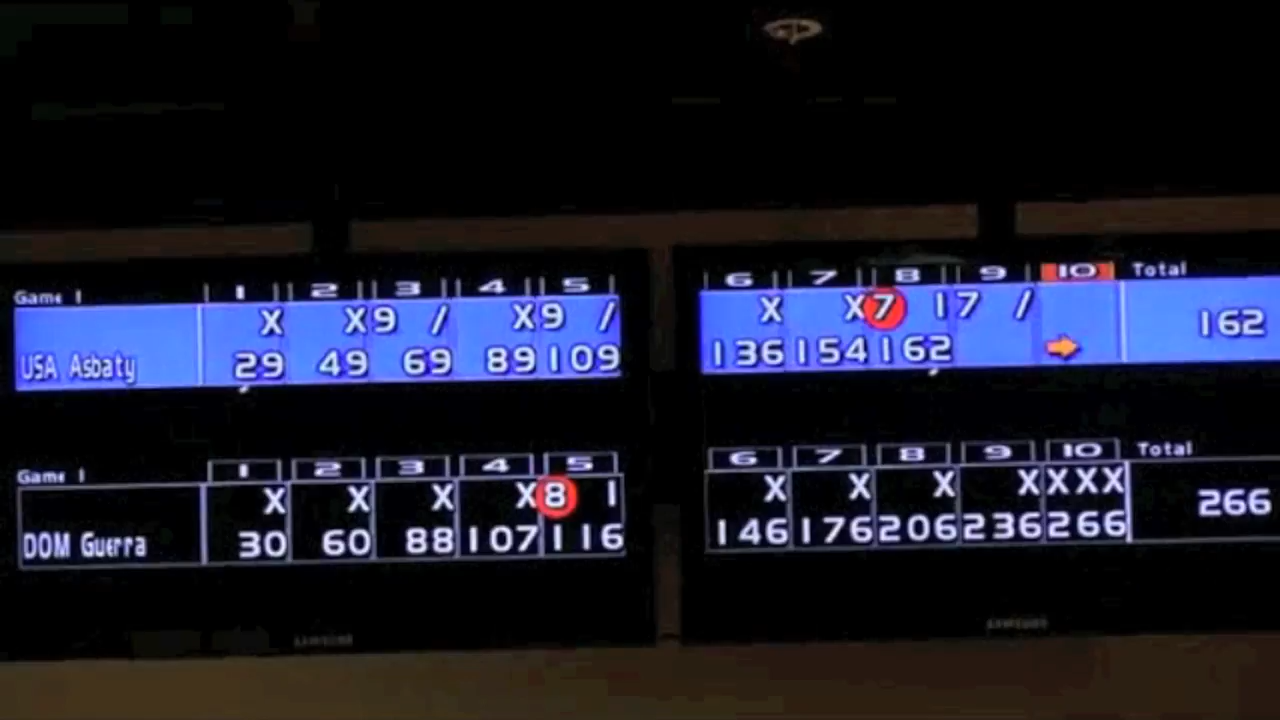 Game 1 1 2 3 4 5 6 7 8 9 10 Total
X X 9 / X 9 / X X 7 1 7 /
USA Asbaty 29 49 69 89 109 136 154 162 162
Game 1 1 2 3 4 5 6 7 8 9 10 Total
X X X X 8 1 X X X X X X X
DOM Guerra 30 60 88 107 116 146 176 206 236 266 266
SAMSUNG SAMSUNG